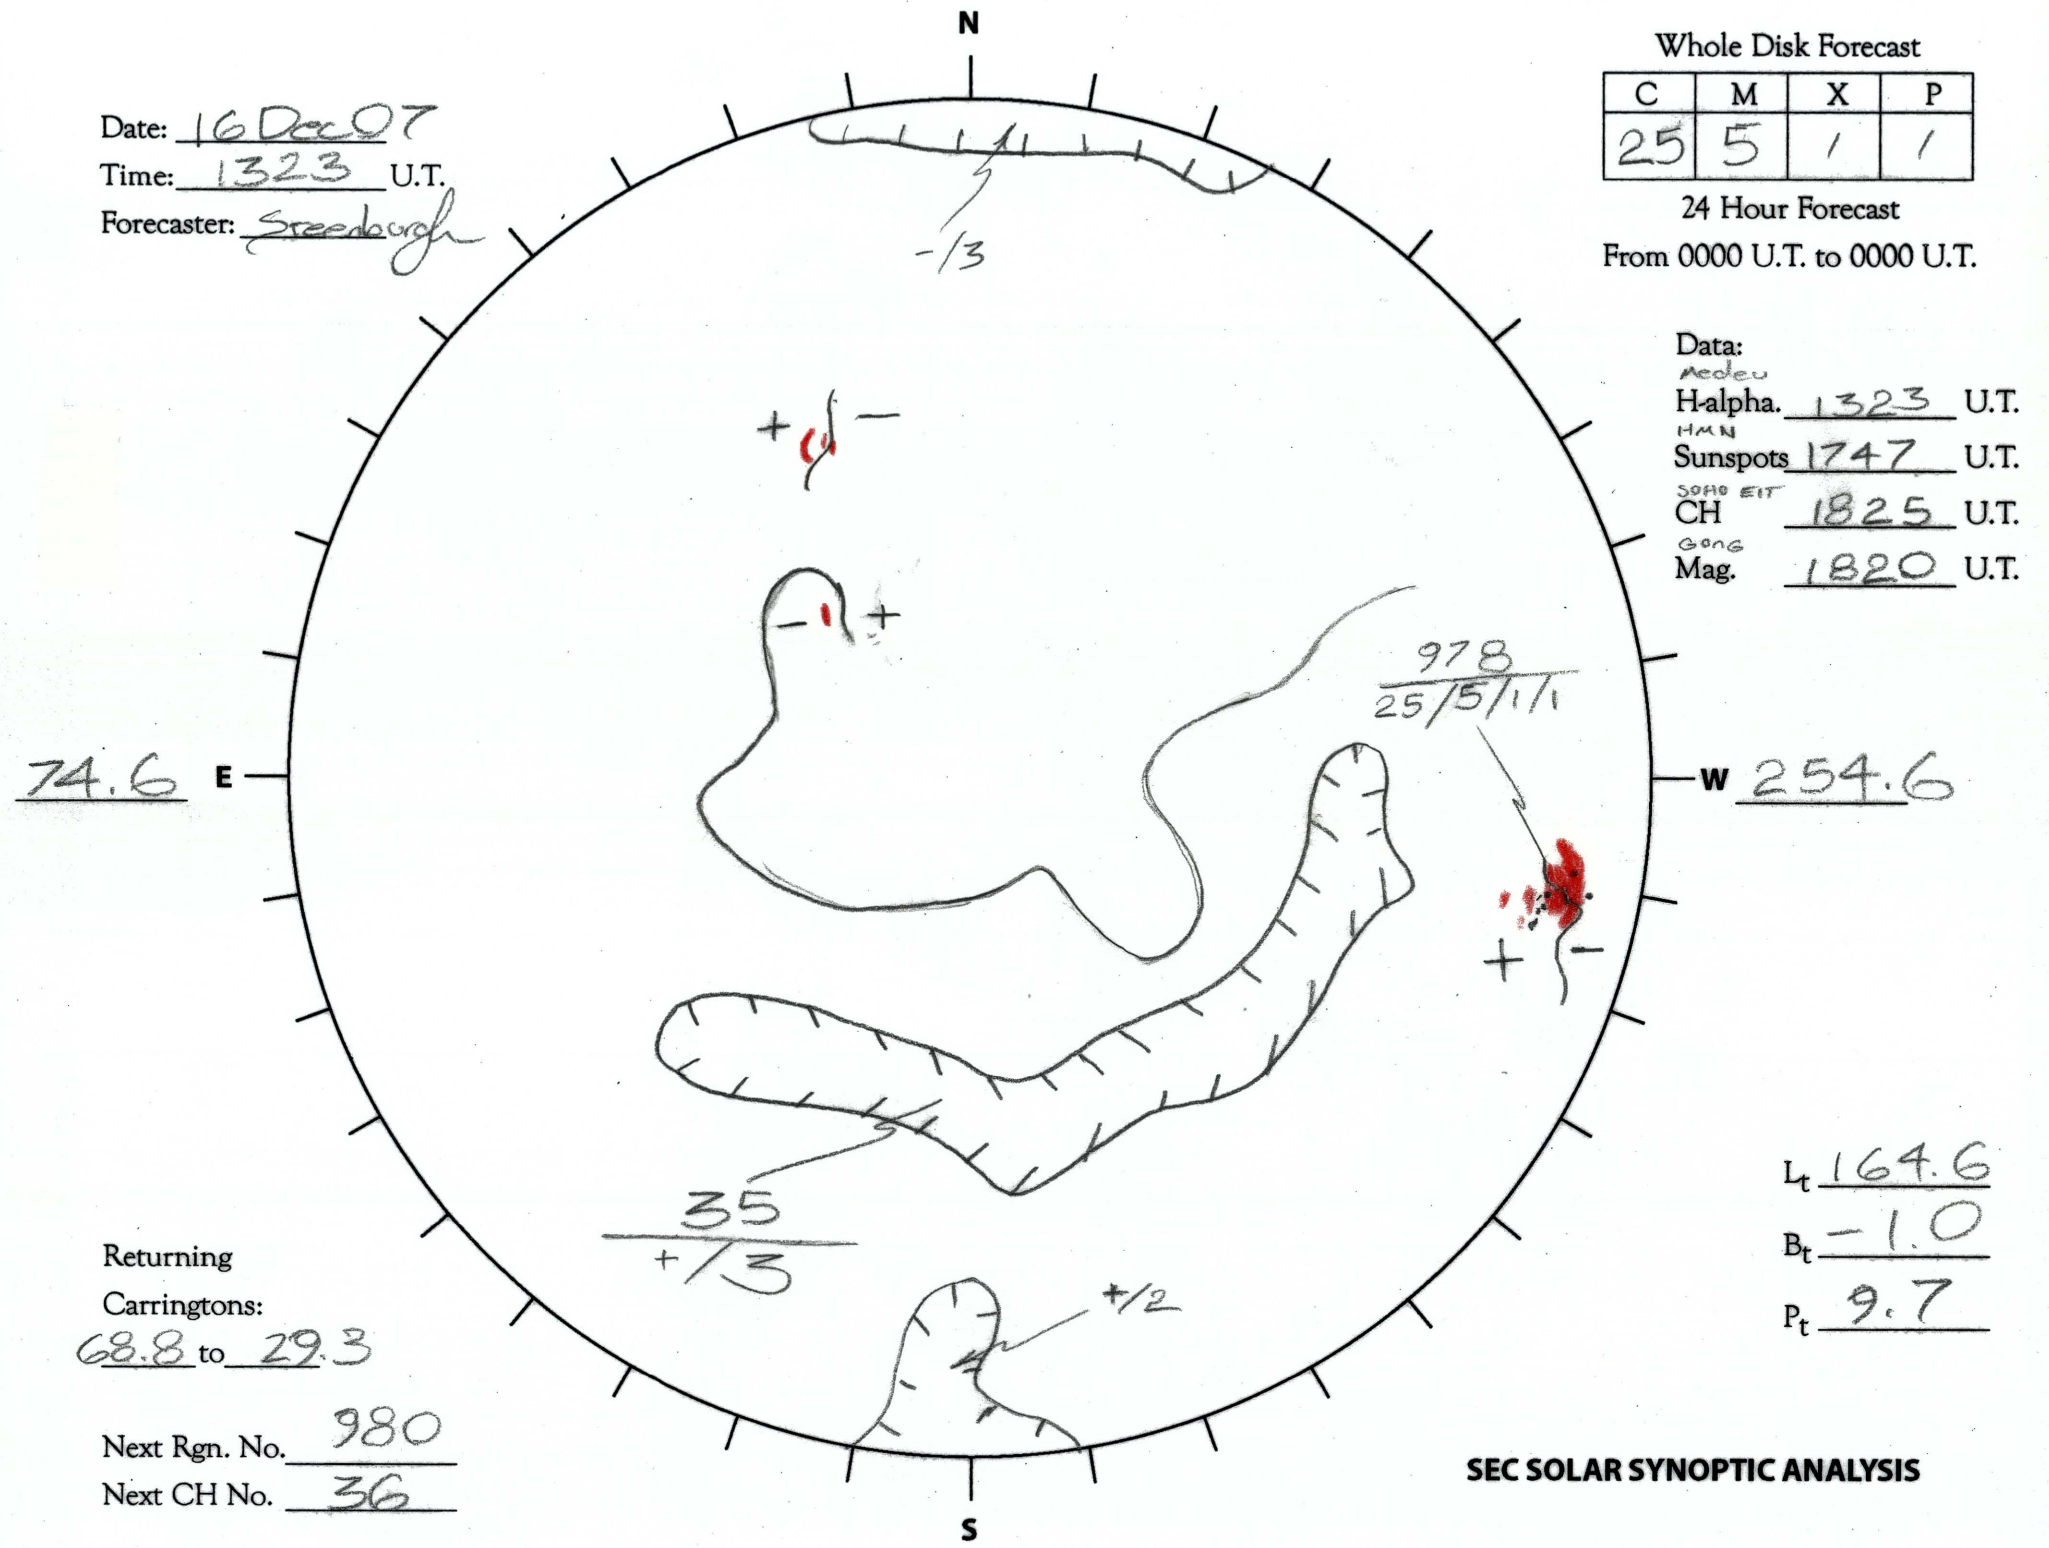 N
Whole Disk Forecast
C M X P
25 5 1 1
24 Hour Forecast
From 0000 U.T. to 0000 U.T.
Date: 16 Dec 07
Time: 1323 U.T.
Forecaster: Steenburgh
-/3
Data:
H-alpha. 1323 U.T.
HMN
Sunspots 1747 U.T.
SOHO EIT
CH 1825 U.T.
GONG
Mag. 1820 U.T.
+ −
− +
978
25/5/1/1
74.6 E
W 254.6
+ −
35
+/3
+/2
Lt 164.6
Bt -1.0
Pt 9.7
Returning
Carringtons:
68.8 to 29.3
Next Rgn. No. 980
Next CH No. 36
SEC SOLAR SYNOPTIC ANALYSIS
S